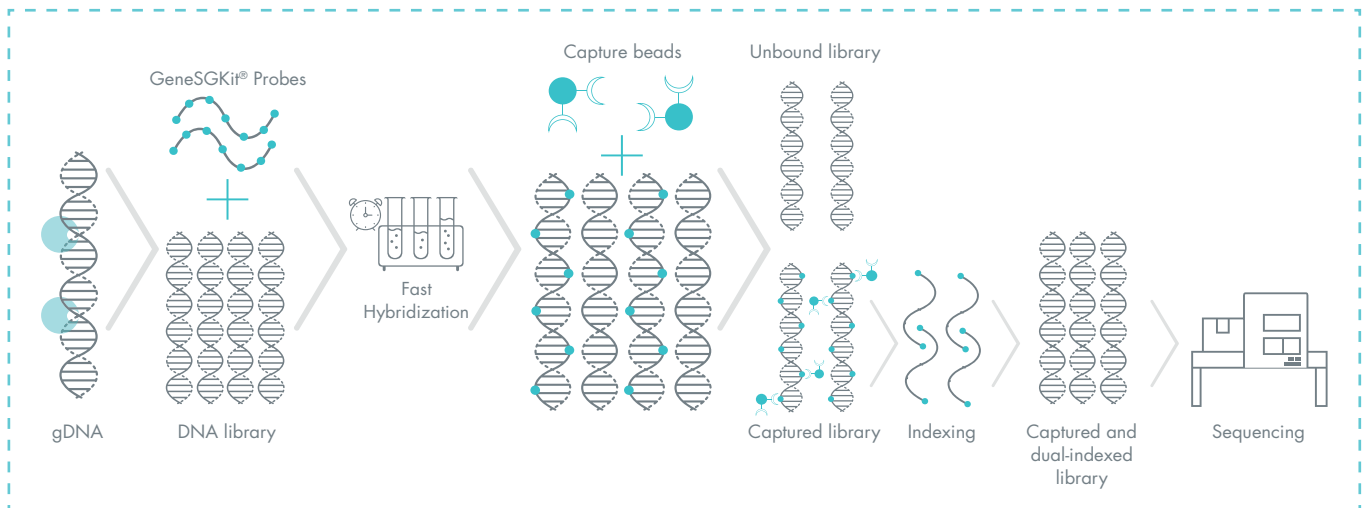 GeneSGKit® Probes
Capture beads
Unbound library
Fast
Hybridization
gDNA
DNA library
Captured library
Indexing
Captured and
dual-indexed
library
Sequencing